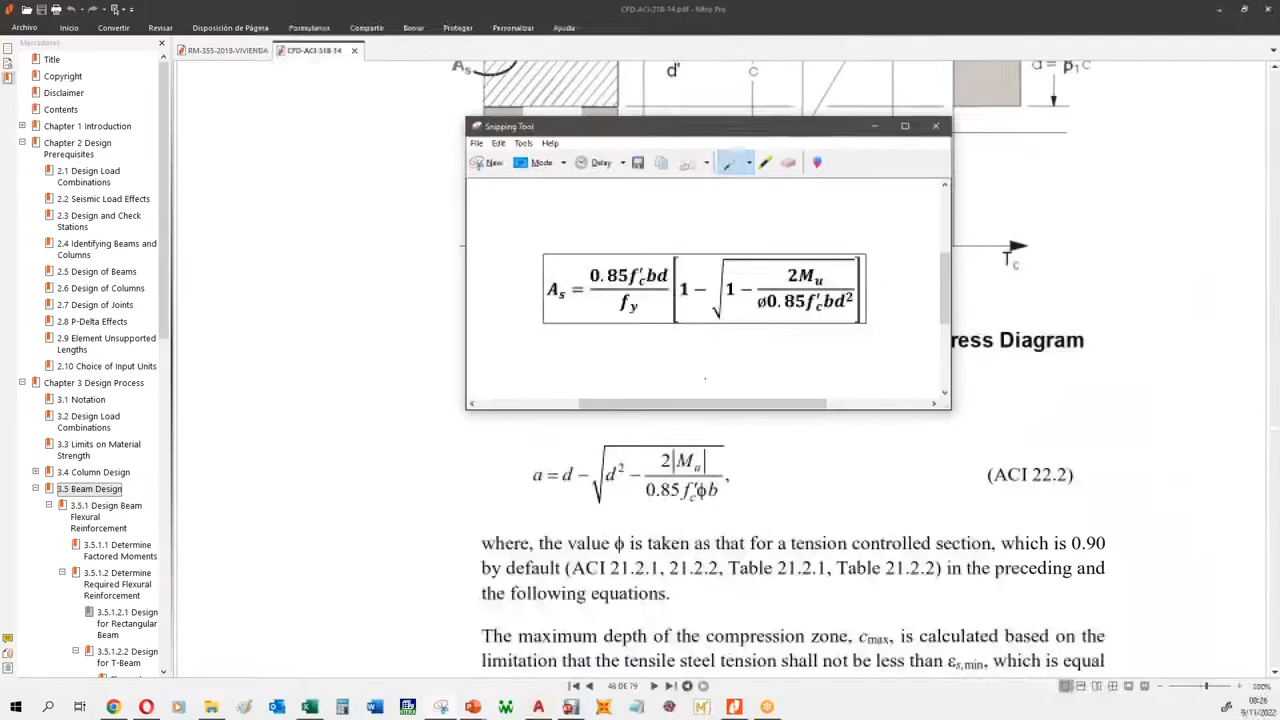 CFD-ACI-318-14.pdf - Nitro Pro
Archivo Inicio Convertir Revisar Disposición de Página Formularios Compartir Borrar Proteger Personalizar Ayuda
Marcadores
RM-355-2018-VIVIENDA
CFD-ACI-318-14
Title
Copyright
Disclaimer
Contents
Chapter 1 Introduction
Chapter 2 Design
Prerequisites
2.1 Design Load
Combinations
2.2 Seismic Load Effects
2.3 Design and Check
Stations
2.4 Identifying Beams and
Columns
2.5 Design of Beams
2.6 Design of Columns
2.7 Design of Joints
2.8 P-Delta Effects
2.9 Element Unsupported
Lengths
2.10 Choice of Input Units
Chapter 3 Design Process
3.1 Notation
3.2 Design Load
Combinations
3.3 Limits on Material
Strength
3.4 Column Design
3.5 Beam Design
3.5.1 Design Beam
Flexural
Reinforcement
3.5.1.1 Determine
Factored Moments
3.5.1.2 Determine
Required Flexural
Reinforcement
3.5.1.2.1 Design
for Rectangular
Beam
3.5.1.2.2 Design
for T-Beam
A_s d' c a = β₁c
Snipping Tool
File Edit Tools Help
New Mode Delay
A_s = 0.85f'_c bd / f_y [1 − √(1 − 2M_u / ø0.85f'_c bd²)]
T_c
ress Diagram
a = d − √(d² − 2|M_u| / 0.85 f'_c ϕ b), (ACI 22.2)
where, the value ϕ is taken as that for a tension controlled section, which is 0.90
by default (ACI 21.2.1, 21.2.2, Table 21.2.1, Table 21.2.2) in the preceding and
the following equations.
The maximum depth of the compression zone, c_max, is calculated based on the
limitation that the tensile steel tension shall not be less than ε_s,min, which is equal
46 DE 79
08:26
9/11/2022